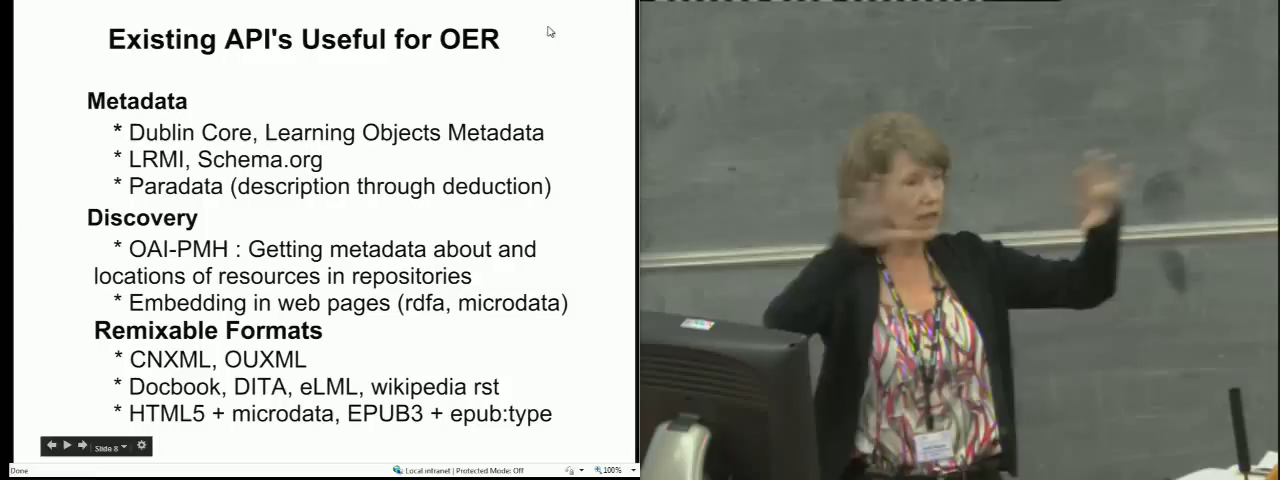 Existing API's Useful for OER
Metadata
* Dublin Core, Learning Objects Metadata
* LRMI, Schema.org
* Paradata (description through deduction)
Discovery
* OAI-PMH : Getting metadata about and
locations of resources in repositories
* Embedding in web pages (rdfa, microdata)
Remixable Formats
* CNXML, OUXML
* Docbook, DITA, eLML, wikipedia rst
* HTML5 + microdata, EPUB3 + epub:type
Slide 8
Done
Local intranet | Protected Mode: Off
100%